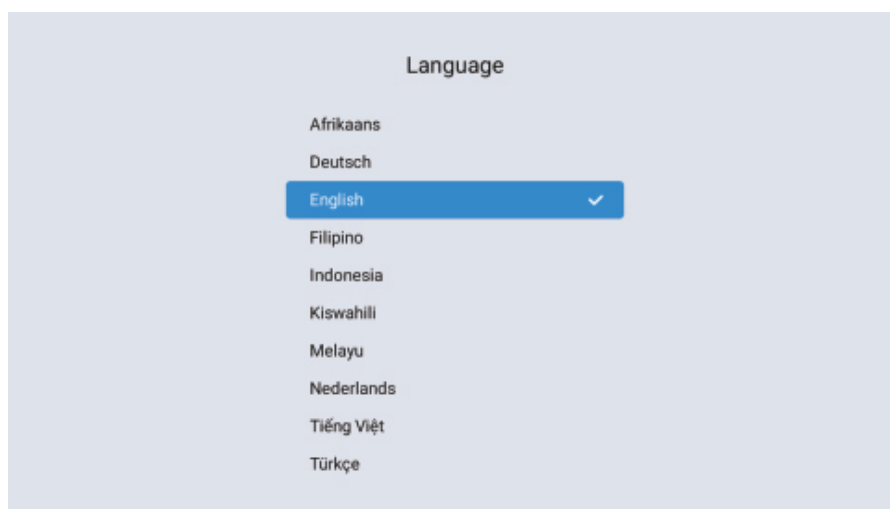 Language
Afrikaans
Deutsch
English
Filipino
Indonesia
Kiswahili
Melayu
Nederlands
Tiếng Việt
Türkçe